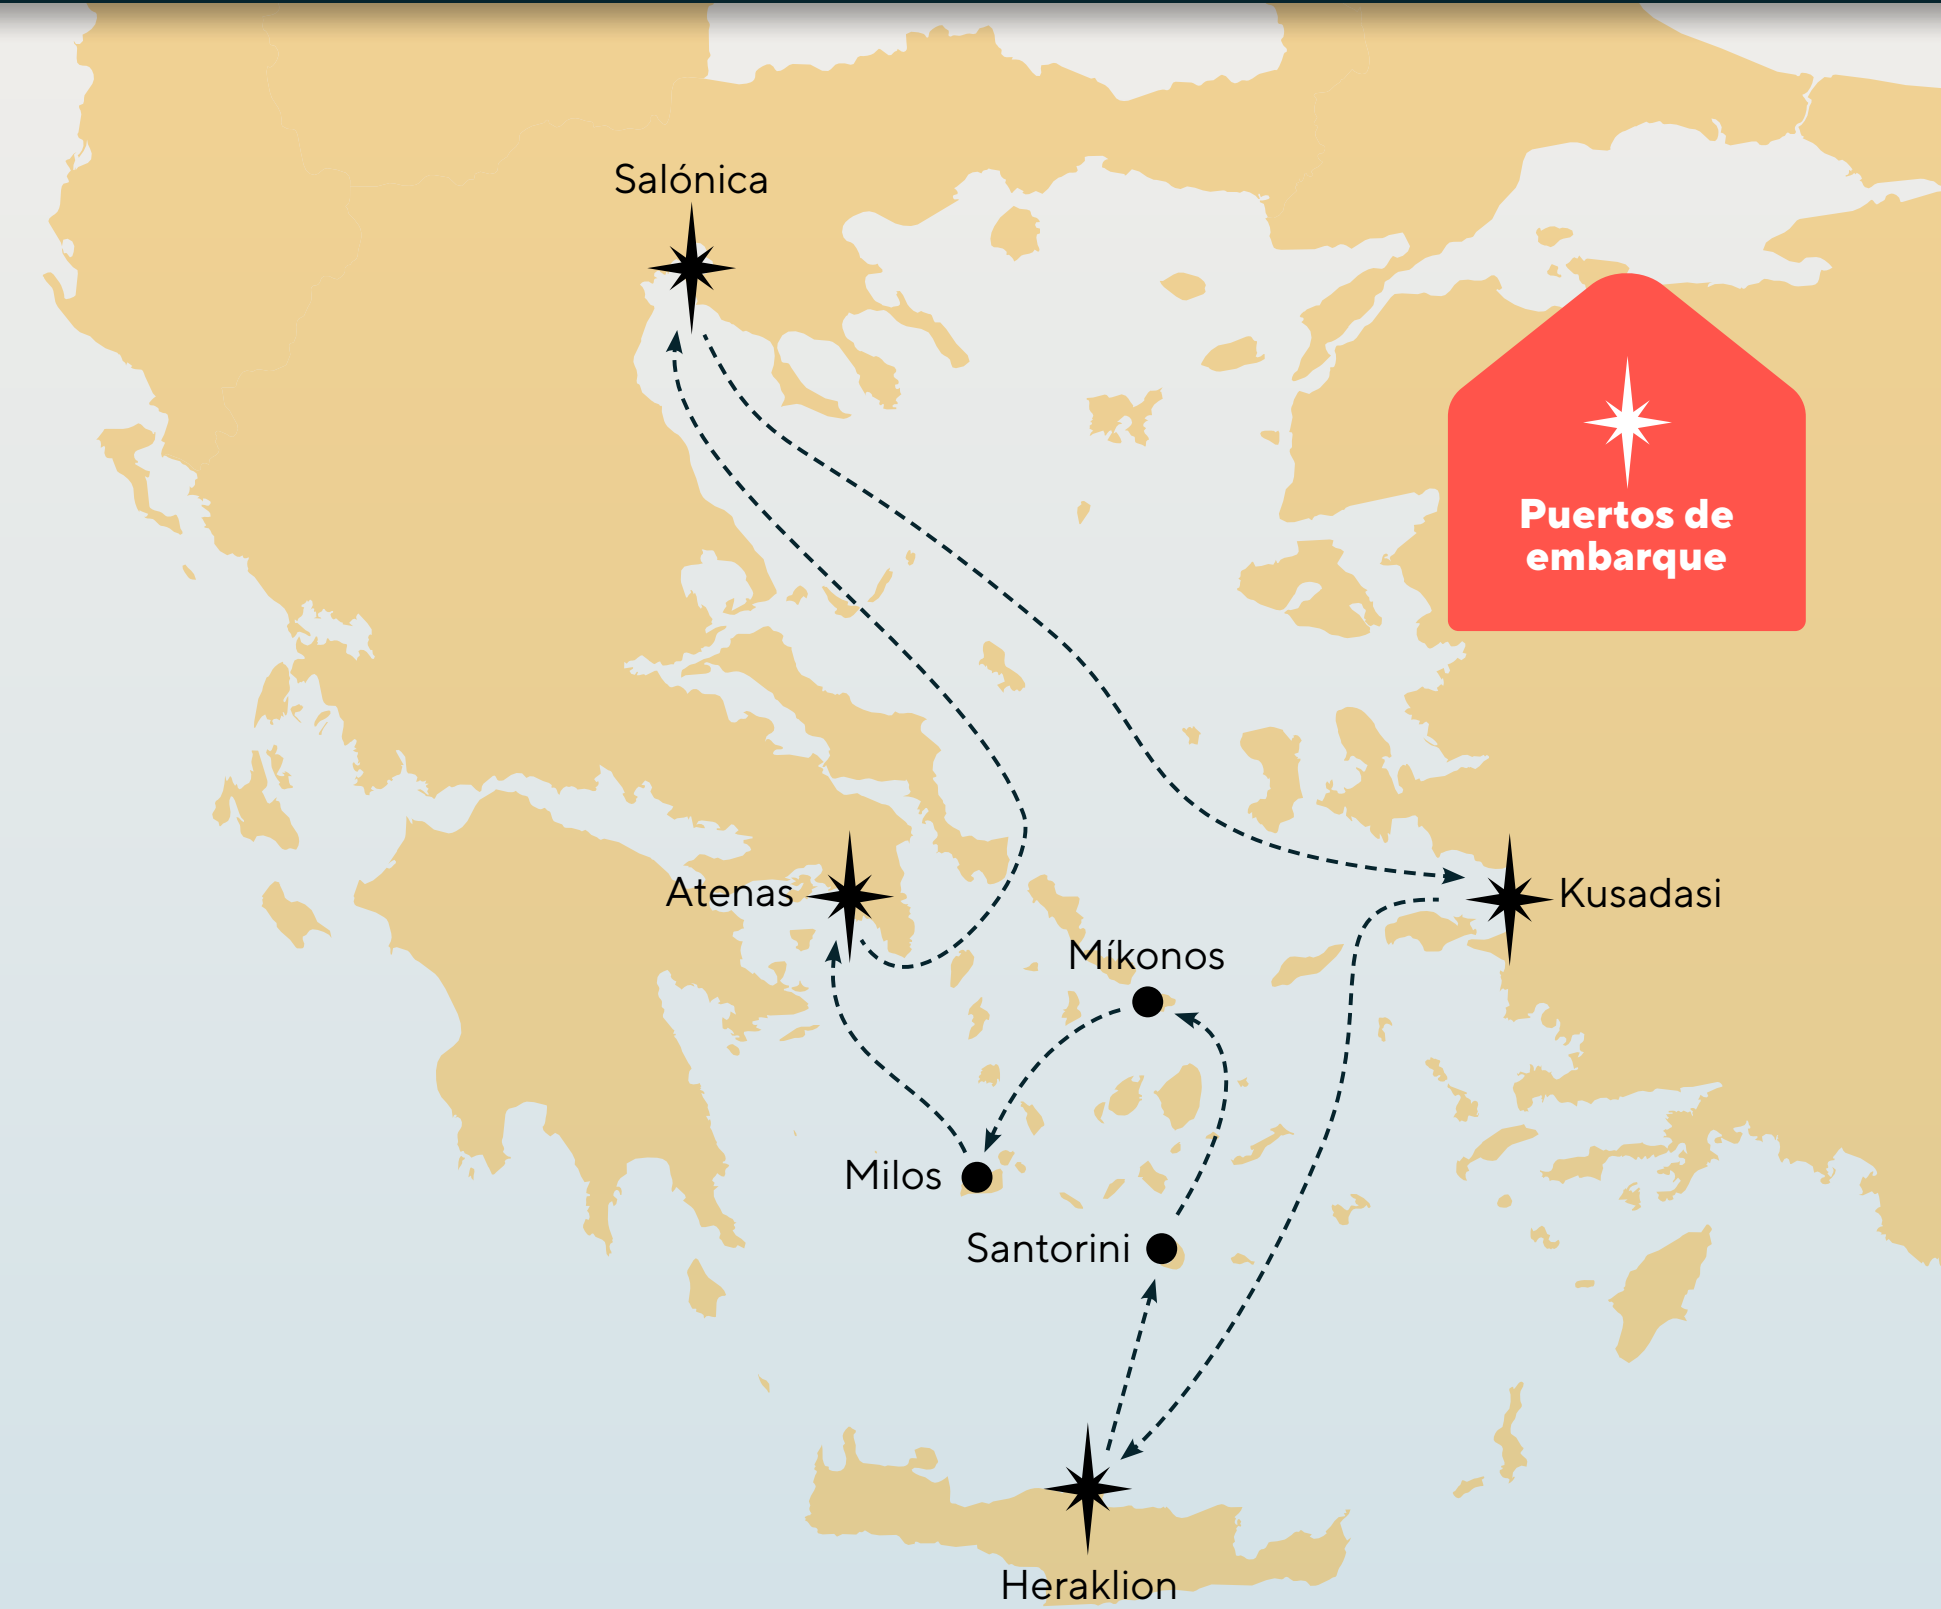 Salónica
Puertos de
embarque
Atenas
Kusadasi
Míkonos
Milos
Santorini
Heraklion